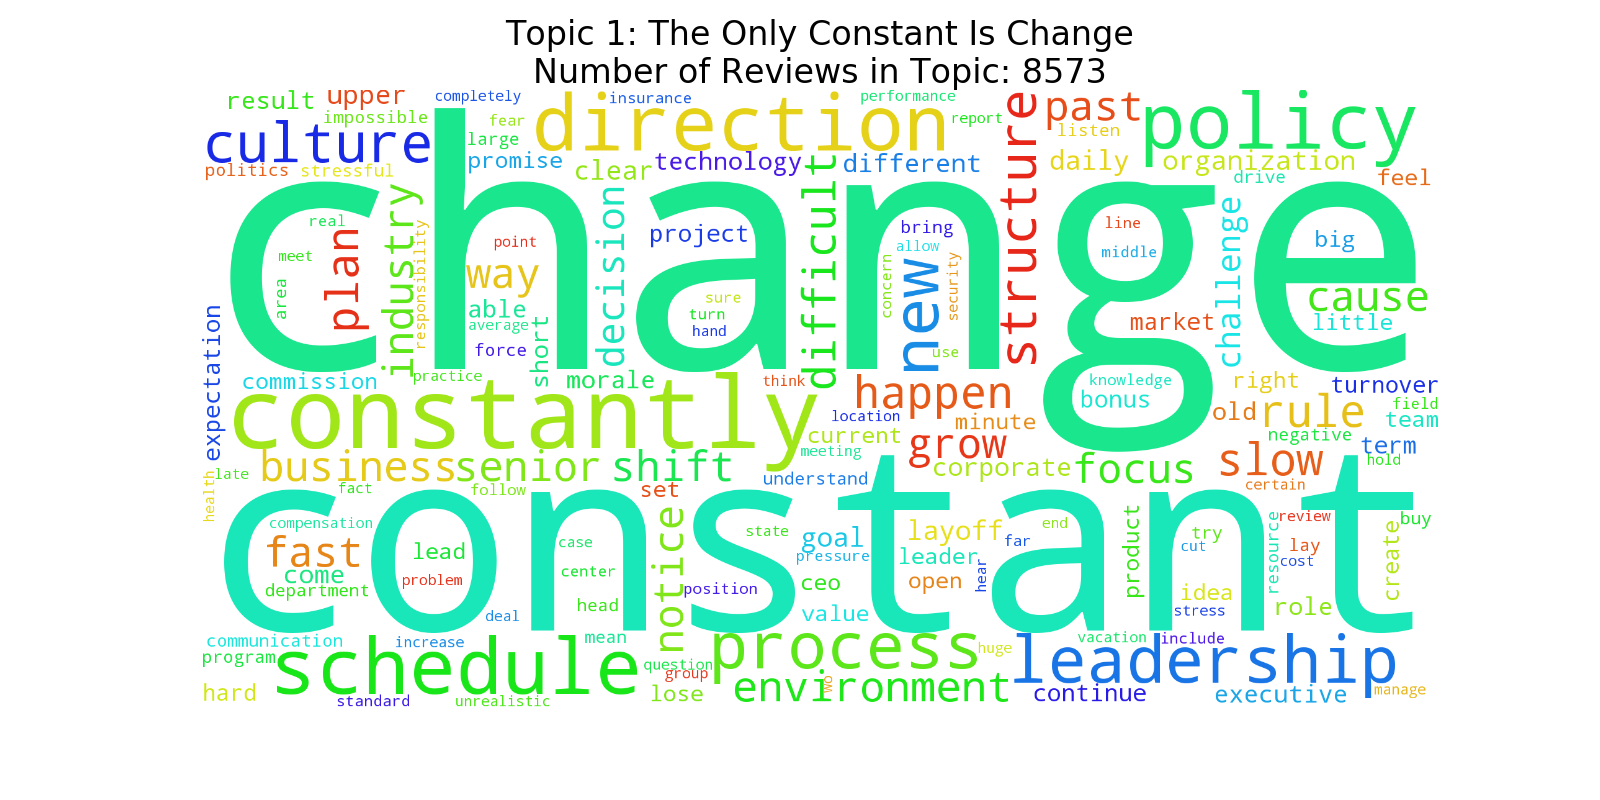 Topic 1: The Only Constant Is Change
Number of Reviews in Topic: 8573
result
upper
completely
insurance
performance
impossible
fear
large
direction
report
past
listen
policy
culture
politics
stressful
promise
clear
technology
different
daily
organization
drive
feel
change
real
meet
area
plan
industry
responsibility
point
way
able
average
force
short
decision
project
sure
turn
hand
difficult
bring
allow
concern
new
security
use
structure
line
middle
market
challenge
big
cause
little
expectation
commission
practice
morale
think
happen
knowledge
bonus
right
turnover
constantly
location
minute
old
rule
field
team
current
grow
negative
term
meeting
business
senior
shift
corporate
focus
slow
hold
late
health
fact
follow
set
understand
certain
constant
compensation
fast
lead
come
problem
department
case
center
head
deal
notice
state
goal
pressure
position
ceo
value
layoff
leader
open
hear
far
end
product
try
cut
idea
stress
role
resource
review
lay
cost
create
buy
communication
program
increase
mean
process
huge
vacation
include
schedule
question
group
leadership
hard
standard
unrealistic
lose
environment
wo
continue
executive
manage